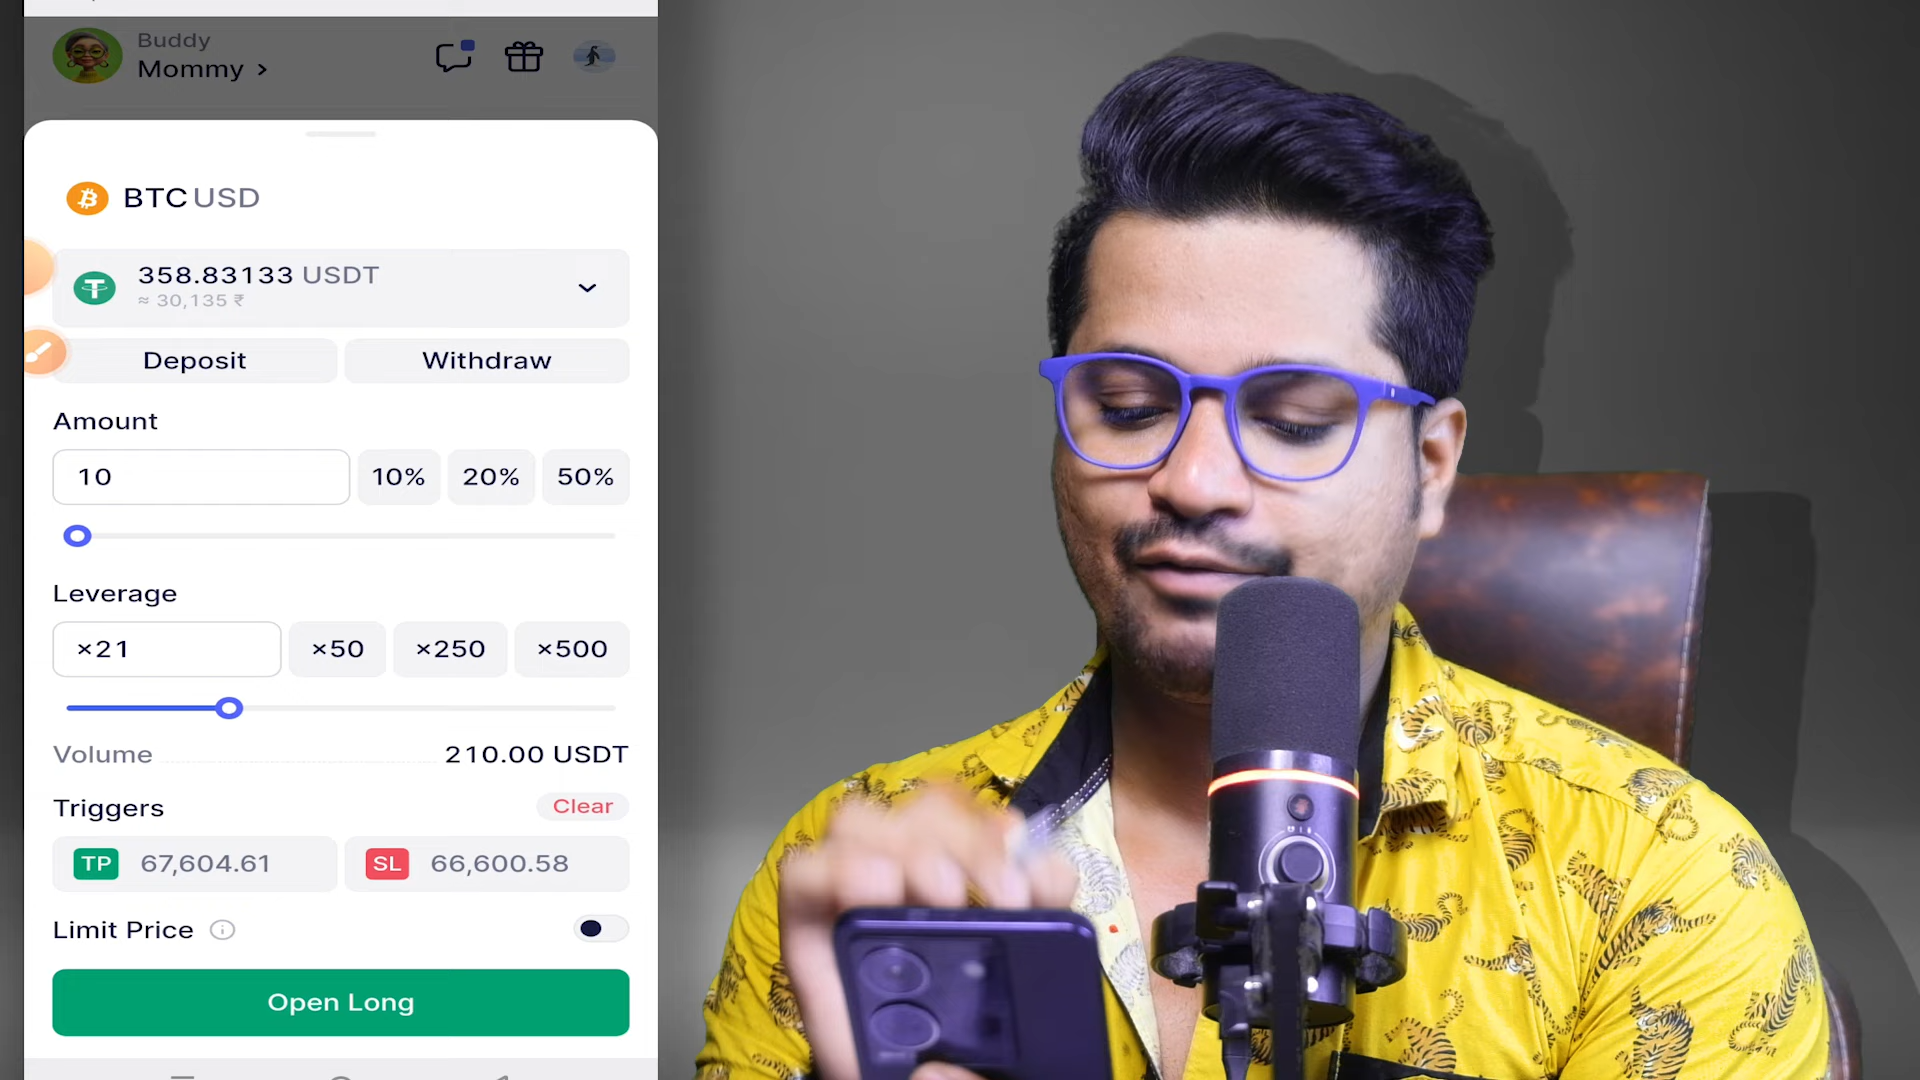 Buddy
Mommy >
BTC USD
358.83133 USDT
≈ 30,135 ₹
Deposit Withdraw
Amount
10 10% 20% 50%
Leverage
×21 ×50 ×250 ×500
Volume 210.00 USDT
Triggers Clear
TP 67,604.61 SL 66,600.58
Limit Price
Open Long